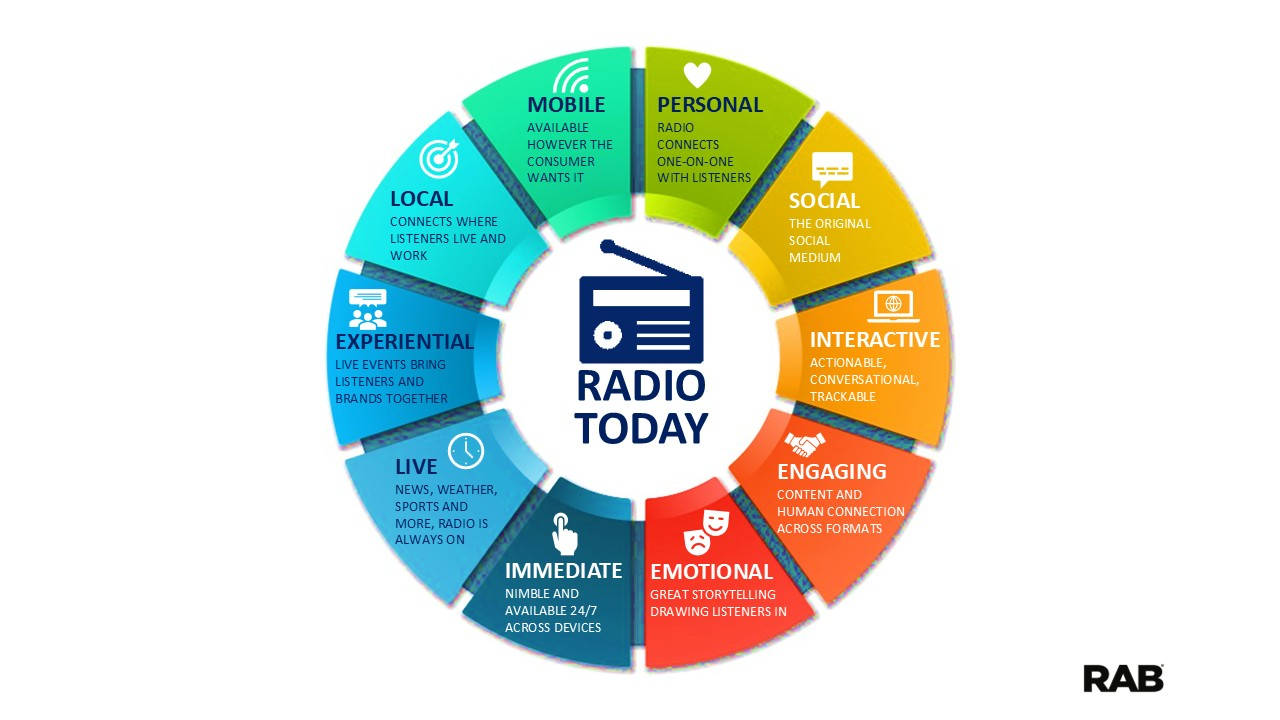 MOBILE
AVAILABLE
HOWEVER THE
CONSUMER
WANTS IT
PERSONAL
RADIO
CONNECTS
ONE-ON-ONE
WITH LISTENERS
SOCIAL
THE ORIGINAL
SOCIAL
MEDIUM
INTERACTIVE
ACTIONABLE,
CONVERSATIONAL,
TRACKABLE
ENGAGING
CONTENT AND
HUMAN CONNECTION
ACROSS FORMATS
EMOTIONAL
GREAT STORYTELLING
DRAWING LISTENERS IN
IMMEDIATE
NIMBLE AND
AVAILABLE 24/7
ACROSS DEVICES
LIVE
NEWS, WEATHER,
SPORTS AND
MORE, RADIO IS
ALWAYS ON
EXPERIENTIAL
LIVE EVENTS BRING
LISTENERS AND
BRANDS TOGETHER
LOCAL
CONNECTS WHERE
LISTENERS LIVE AND
WORK
RADIO
TODAY
RAB